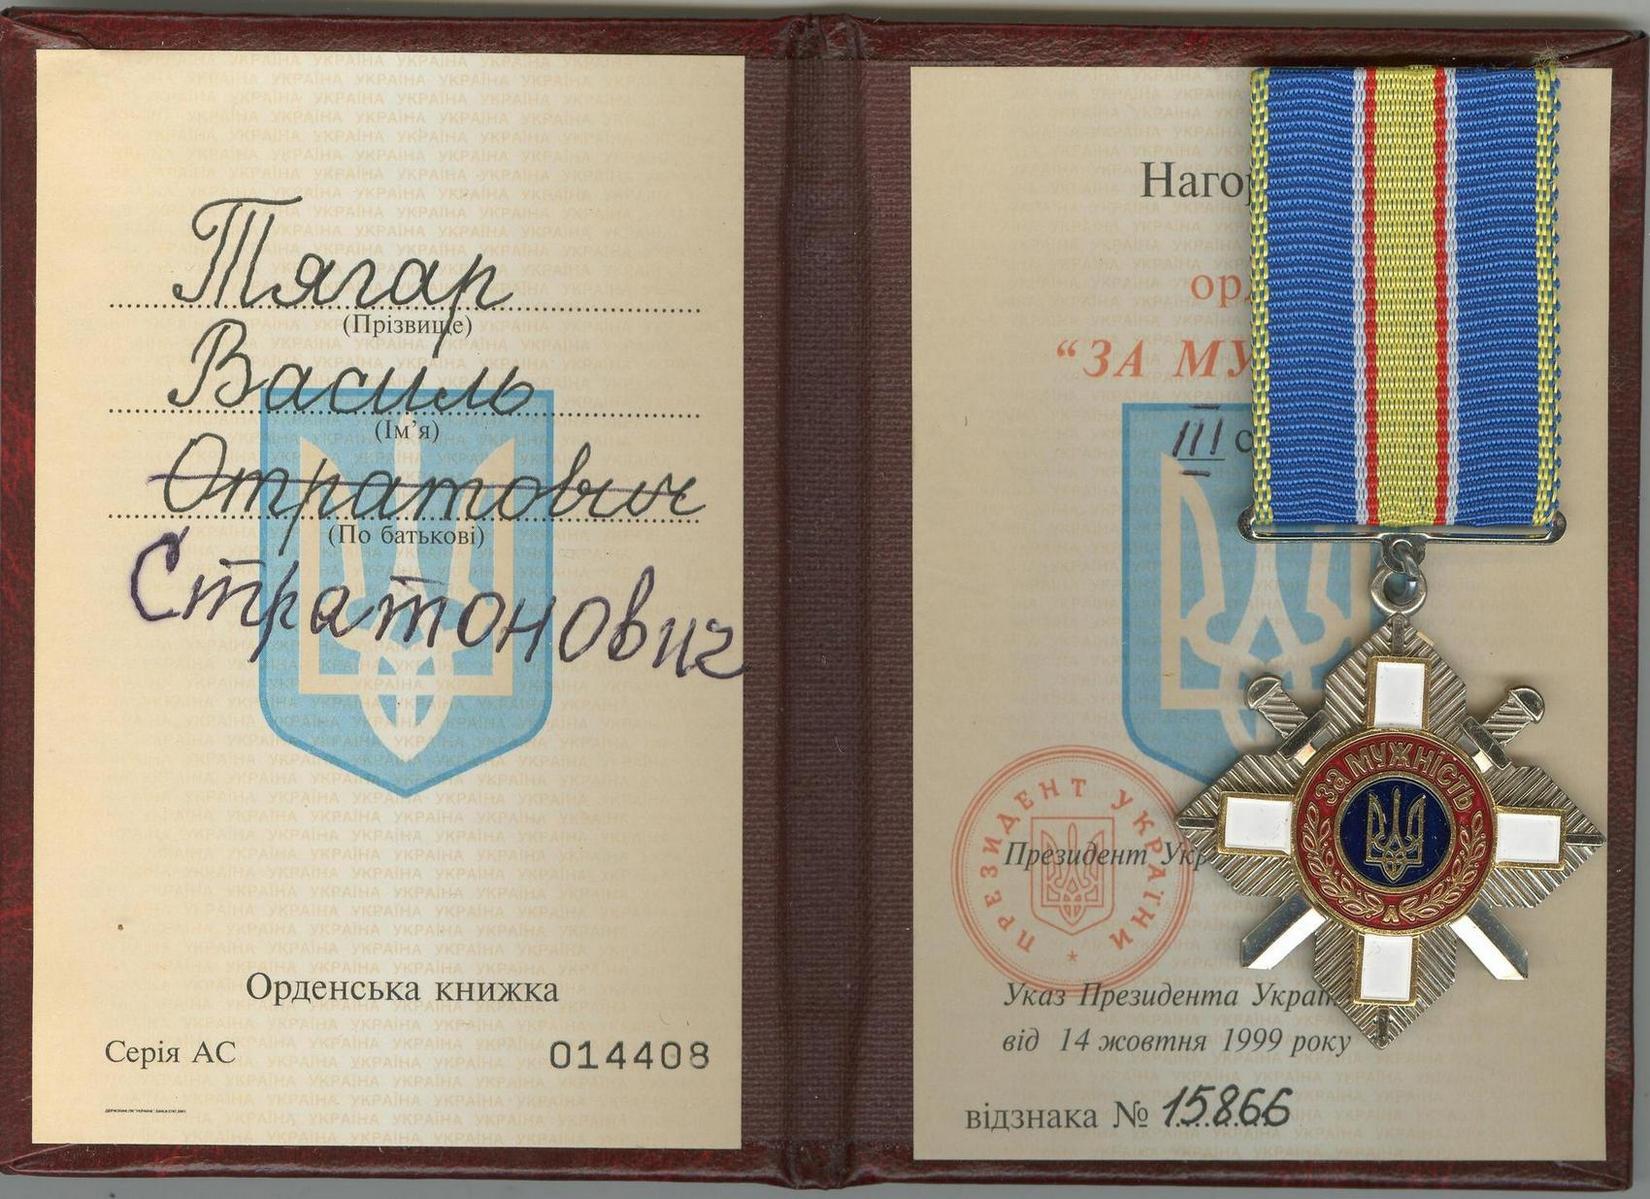 Тягар
(Прізвище)
Василь
(Ім'я)
Отратович
(По батькові)
Стратонович
Орденська книжка
Серія АС 014408
Наго
ор
"ЗА МУ
III с
ПРЕЗИДЕНТ УКРАЇНИ
Президент Укр
Указ Президента Украї
від 14 жовтня 1999 року
відзнака № 15866
ЗА МУЖНІСТЬ